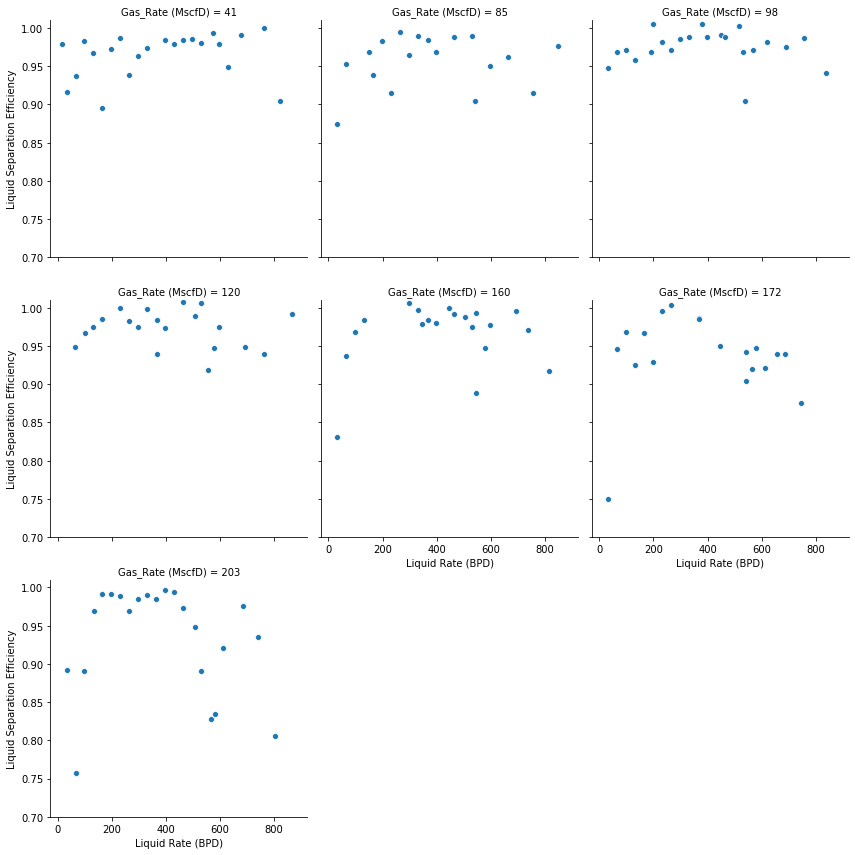 Gas_Rate (MscfD) = 41
Gas_Rate (MscfD) = 85
Gas_Rate (MscfD) = 98
1.00
0.95
0.90
0.85
0.80
0.75
0.70
Liquid Separation Efficiency
Gas_Rate (MscfD) = 120
Gas_Rate (MscfD) = 160
Gas_Rate (MscfD) = 172
1.00
0.95
0.90
0.85
0.80
0.75
0.70
Liquid Separation Efficiency
0 200 400 600 800
Liquid Rate (BPD)
0 200 400 600 800
Liquid Rate (BPD)
Gas_Rate (MscfD) = 203
1.00
0.95
0.90
0.85
0.80
0.75
0.70
Liquid Separation Efficiency
0 200 400 600 800
Liquid Rate (BPD)